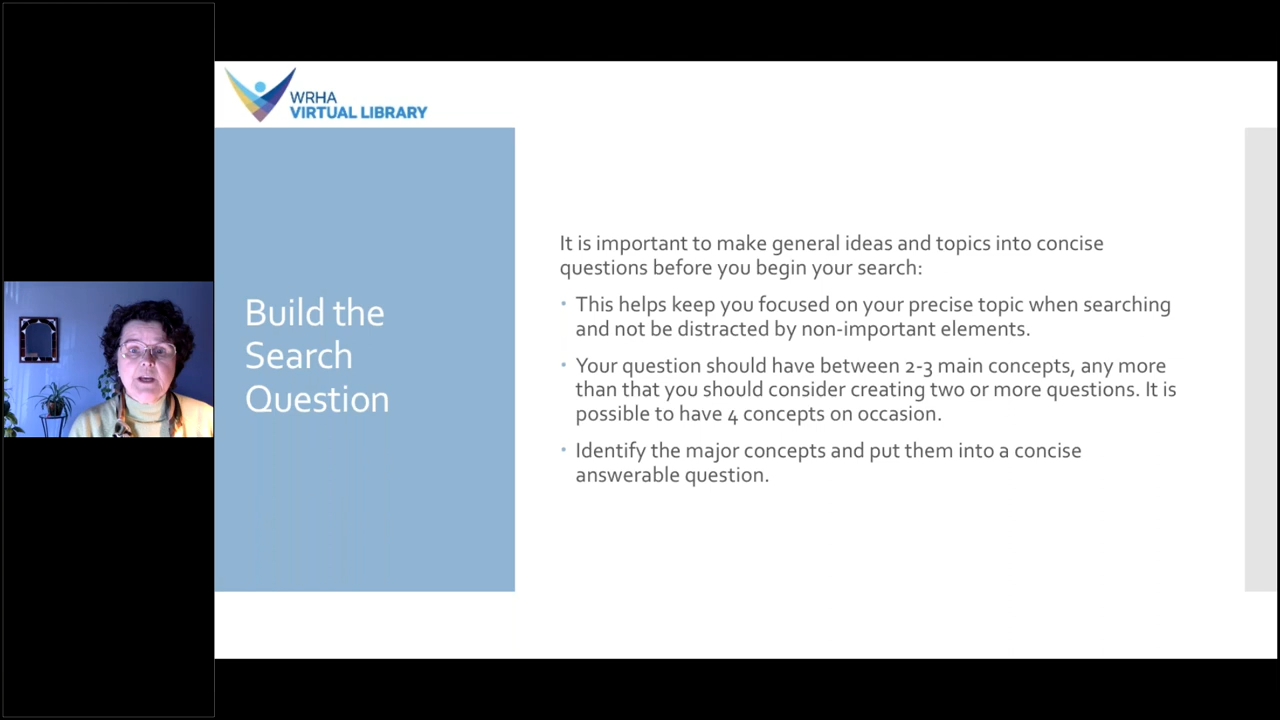 WRHA
VIRTUAL LIBRARY
Build the
Search
Question
It is important to make general ideas and topics into concise
questions before you begin your search:
• This helps keep you focused on your precise topic when searching
and not be distracted by non-important elements.
• Your question should have between 2-3 main concepts, any more
than that you should consider creating two or more questions. It is
possible to have 4 concepts on occasion.
• Identify the major concepts and put them into a concise
answerable question.